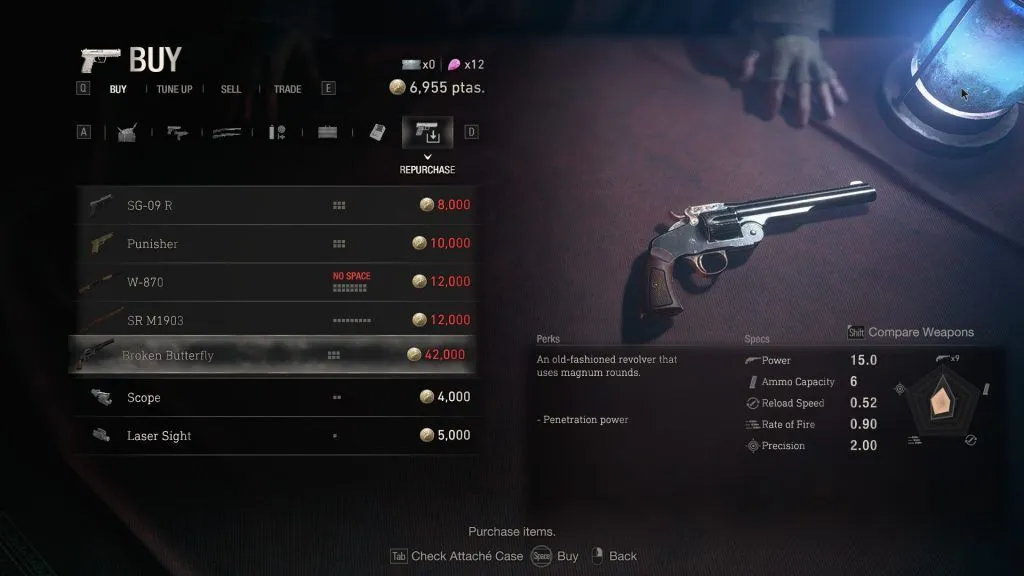 BUY
x0 x12
Q BUY TUNE UP SELL TRADE E
6,955 ptas.
A D
REPURCHASE
SG-09 R 8,000
Punisher 10,000
NO SPACE
W-870 12,000
SR M1903 12,000
Broken Butterfly 42,000
Scope 4,000
Laser Sight 5,000
Shift Compare Weapons
Perks
An old-fashioned revolver that
uses magnum rounds.
- Penetration power
Specs
Power 15.0
x9
Ammo Capacity 6
Reload Speed 0.52
Rate of Fire 0.90
Precision 2.00
Purchase items.
Tab Check Attaché Case Space Buy Back